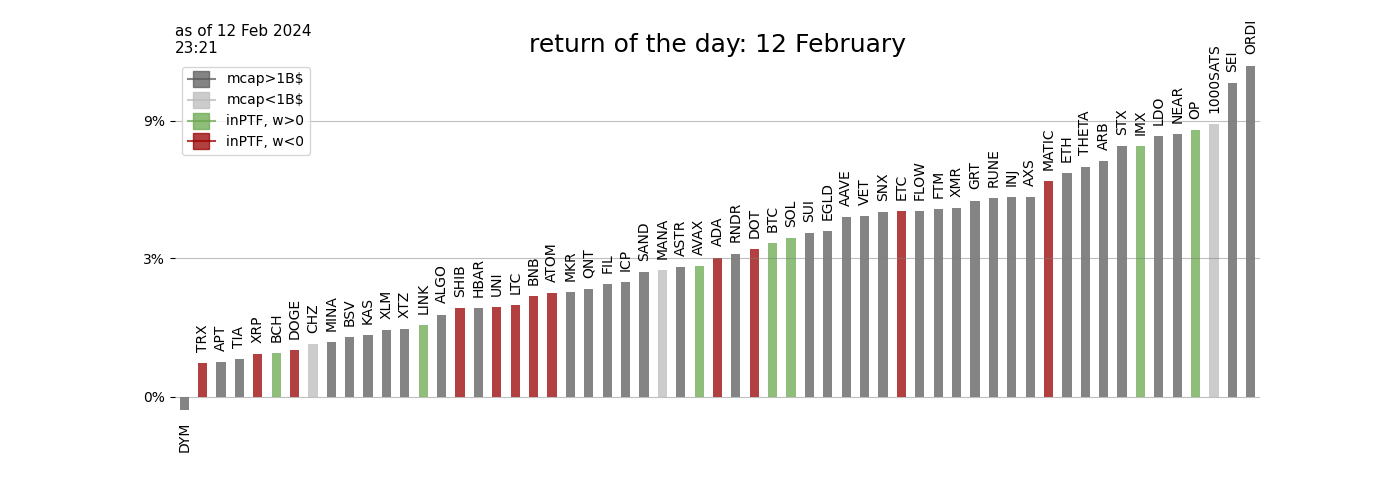 as of 12 Feb 2024
23:21
return of the day: 12 February
mcap>1B$
mcap<1B$
inPTF, w>0
inPTF, w<0
9%
3%
0%
DYM
TRX
APT
TIA
XRP
BCH
DOGE
CHZ
MINA
BSV
KAS
XLM
XTZ
LINK
ALGO
SHIB
HBAR
UNI
LTC
BNB
ATOM
MKR
QNT
FIL
ICP
SAND
MANA
ASTR
AVAX
ADA
RNDR
DOT
BTC
SOL
SUI
EGLD
AAVE
VET
SNX
ETC
FLOW
FTM
XMR
GRT
RUNE
INJ
AXS
MATIC
ETH
THETA
ARB
STX
IMX
LDO
NEAR
OP
1000SATS
SEI
ORDI